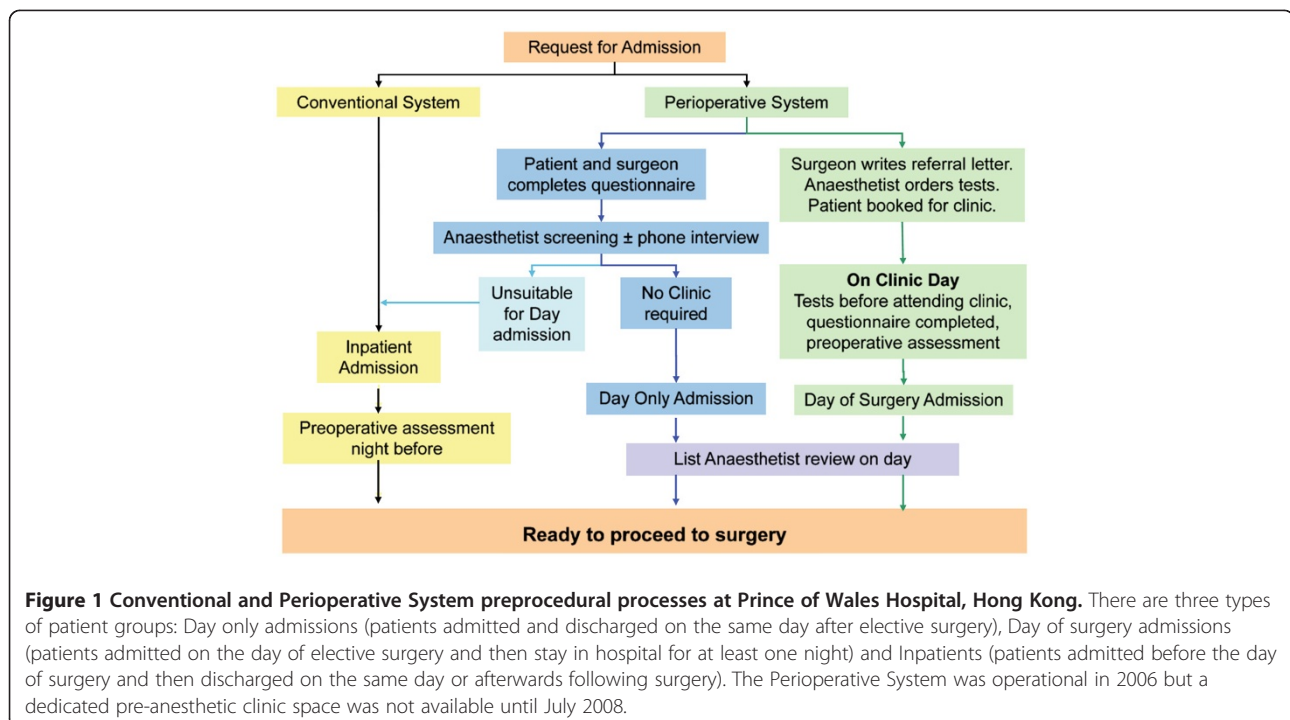 Request for Admission
Conventional System
Perioperative System
Patient and surgeon
completes questionnaire
Surgeon writes referral letter.
Anaesthetist orders tests.
Patient booked for clinic.
Anaesthetist screening ± phone interview
Unsuitable
for Day
admission
No Clinic
required
On Clinic Day
Tests before attending clinic,
questionnaire completed,
preoperative assessment
Inpatient
Admission
Day Only Admission
Day of Surgery Admission
Preoperative assessment
night before
List Anaesthetist review on day
Ready to proceed to surgery
Figure 1 Conventional and Perioperative System preprocedural processes at Prince of Wales Hospital, Hong Kong. There are three types
of patient groups: Day only admissions (patients admitted and discharged on the same day after elective surgery), Day of surgery admissions
(patients admitted on the day of elective surgery and then stay in hospital for at least one night) and Inpatients (patients admitted before the day
of surgery and then discharged on the same day or afterwards following surgery). The Perioperative System was operational in 2006 but a
dedicated pre-anesthetic clinic space was not available until July 2008.